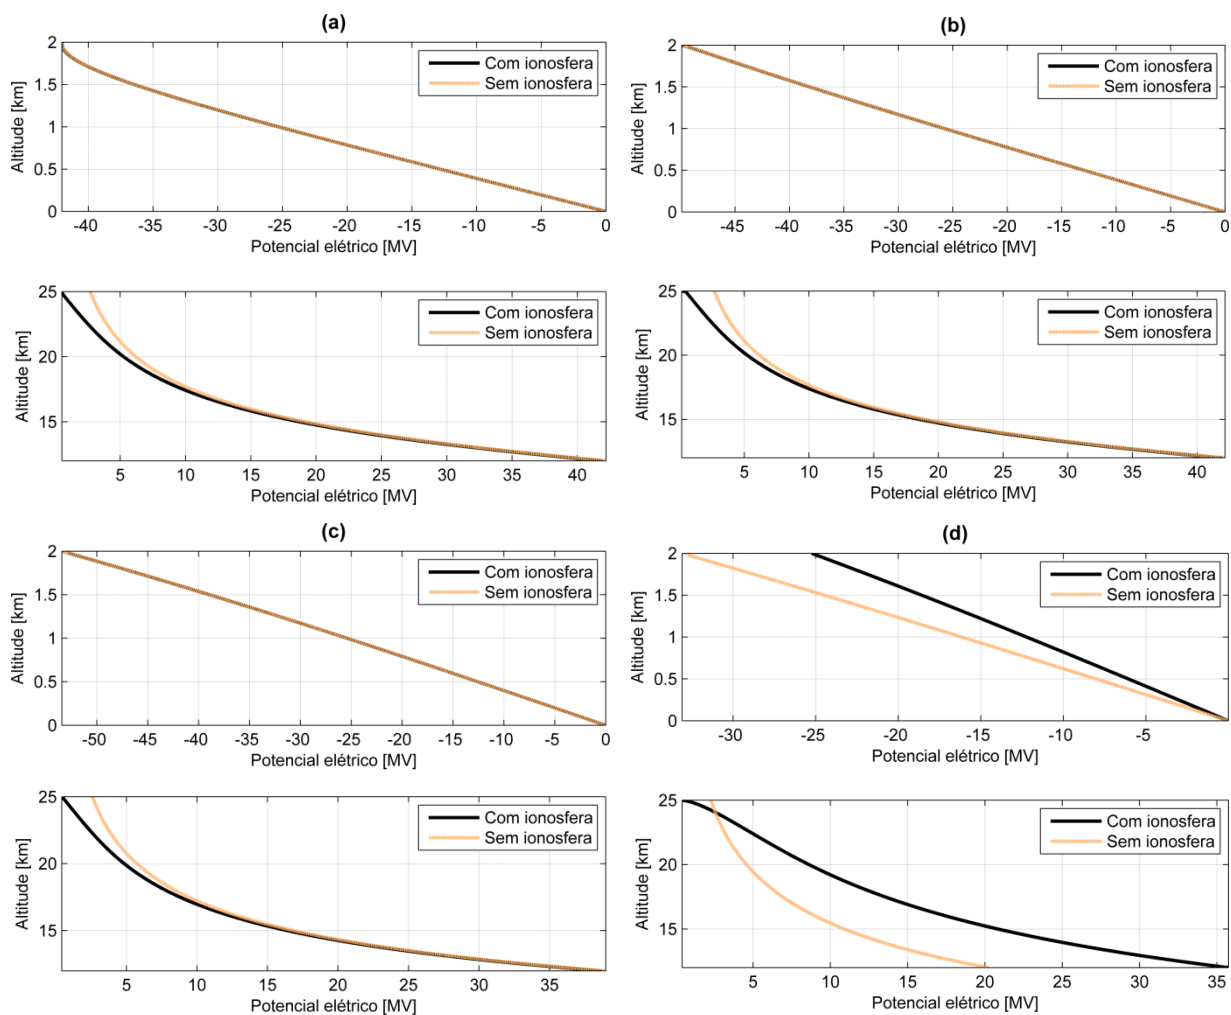 (a)
2
1.5
1
0.5
0
Altitude [km]
Com ionosfera
Sem ionosfera
-40 -35 -30 -25 -20 -15 -10 -5 0
Potencial elétrico [MV]
25
20
15
Altitude [km]
Com ionosfera
Sem ionosfera
5 10 15 20 25 30 35 40
Potencial elétrico [MV]
(b)
2
1.5
1
0.5
0
Altitude [km]
Com ionosfera
Sem ionosfera
-45 -40 -35 -30 -25 -20 -15 -10 -5 0
Potencial elétrico [MV]
25
20
15
Altitude [km]
Com ionosfera
Sem ionosfera
5 10 15 20 25 30 35 40
Potencial elétrico [MV]
(c)
2
1.5
1
0.5
0
Altitude [km]
Com ionosfera
Sem ionosfera
-50 -45 -40 -35 -30 -25 -20 -15 -10 -5 0
Potencial elétrico [MV]
25
20
15
Altitude [km]
Com ionosfera
Sem ionosfera
5 10 15 20 25 30 35
Potencial elétrico [MV]
(d)
2
1.5
1
0.5
0
Altitude [km]
Com ionosfera
Sem ionosfera
-30 -25 -20 -15 -10 -5
Potencial elétrico [MV]
25
20
15
Altitude [km]
Com ionosfera
Sem ionosfera
5 10 15 20 25 30 35
Potencial elétrico [MV]